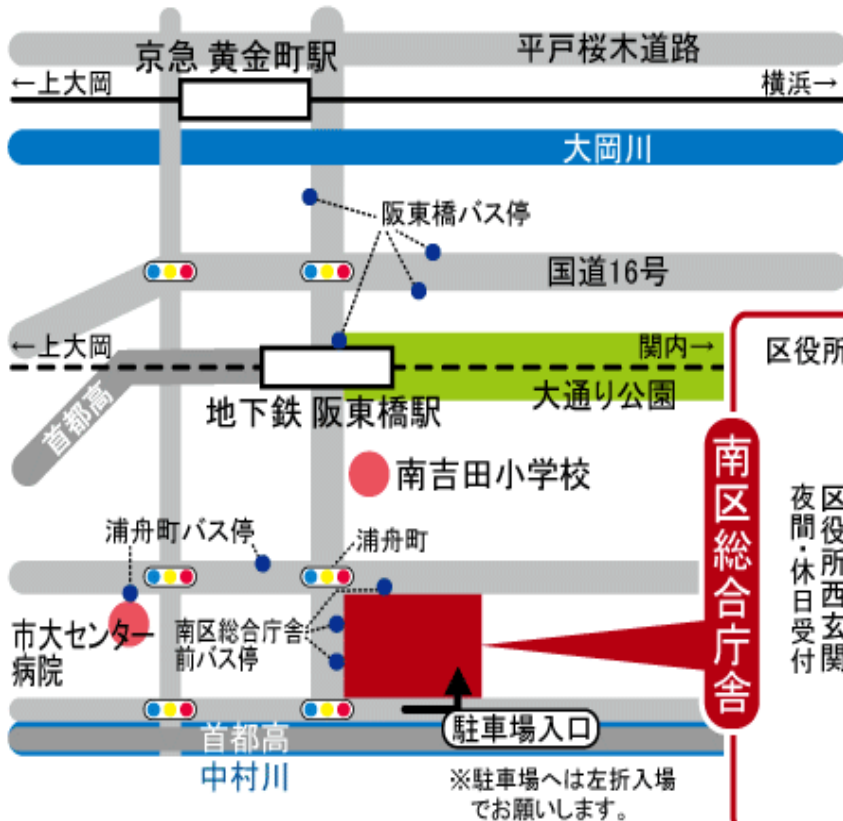 京急 黄金町駅
平戸桜木道路
←上大岡
横浜→
大岡川
阪東橋バス停
国道16号
←上大岡
関内→
区役所
首都高
地下鉄 阪東橋駅
大通り公園
南吉田小学校
南区総合庁舎
区役所西玄関
夜間・休日受付
浦舟町バス停
浦舟町
市大センター
病院
南区総合庁舎
前バス停
首都高
駐車場入口
中村川
※駐車場へは左折入場
でお願いします。